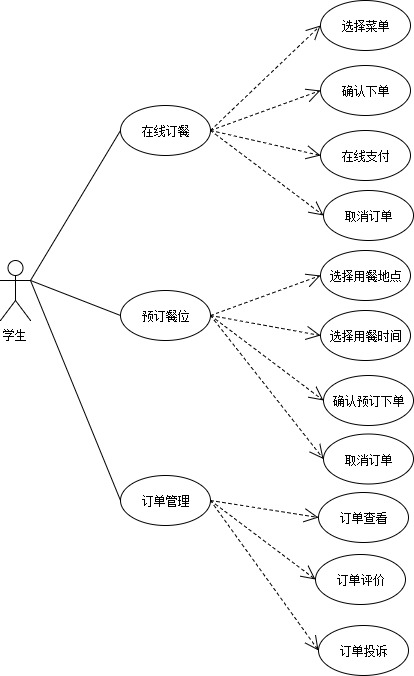 选择菜单
确认下单
在线订餐
在线支付
取消订单
选择用餐地点
学生
预订餐位
选择用餐时间
确认预订下单
取消订单
订单管理
订单查看
订单评价
订单投诉